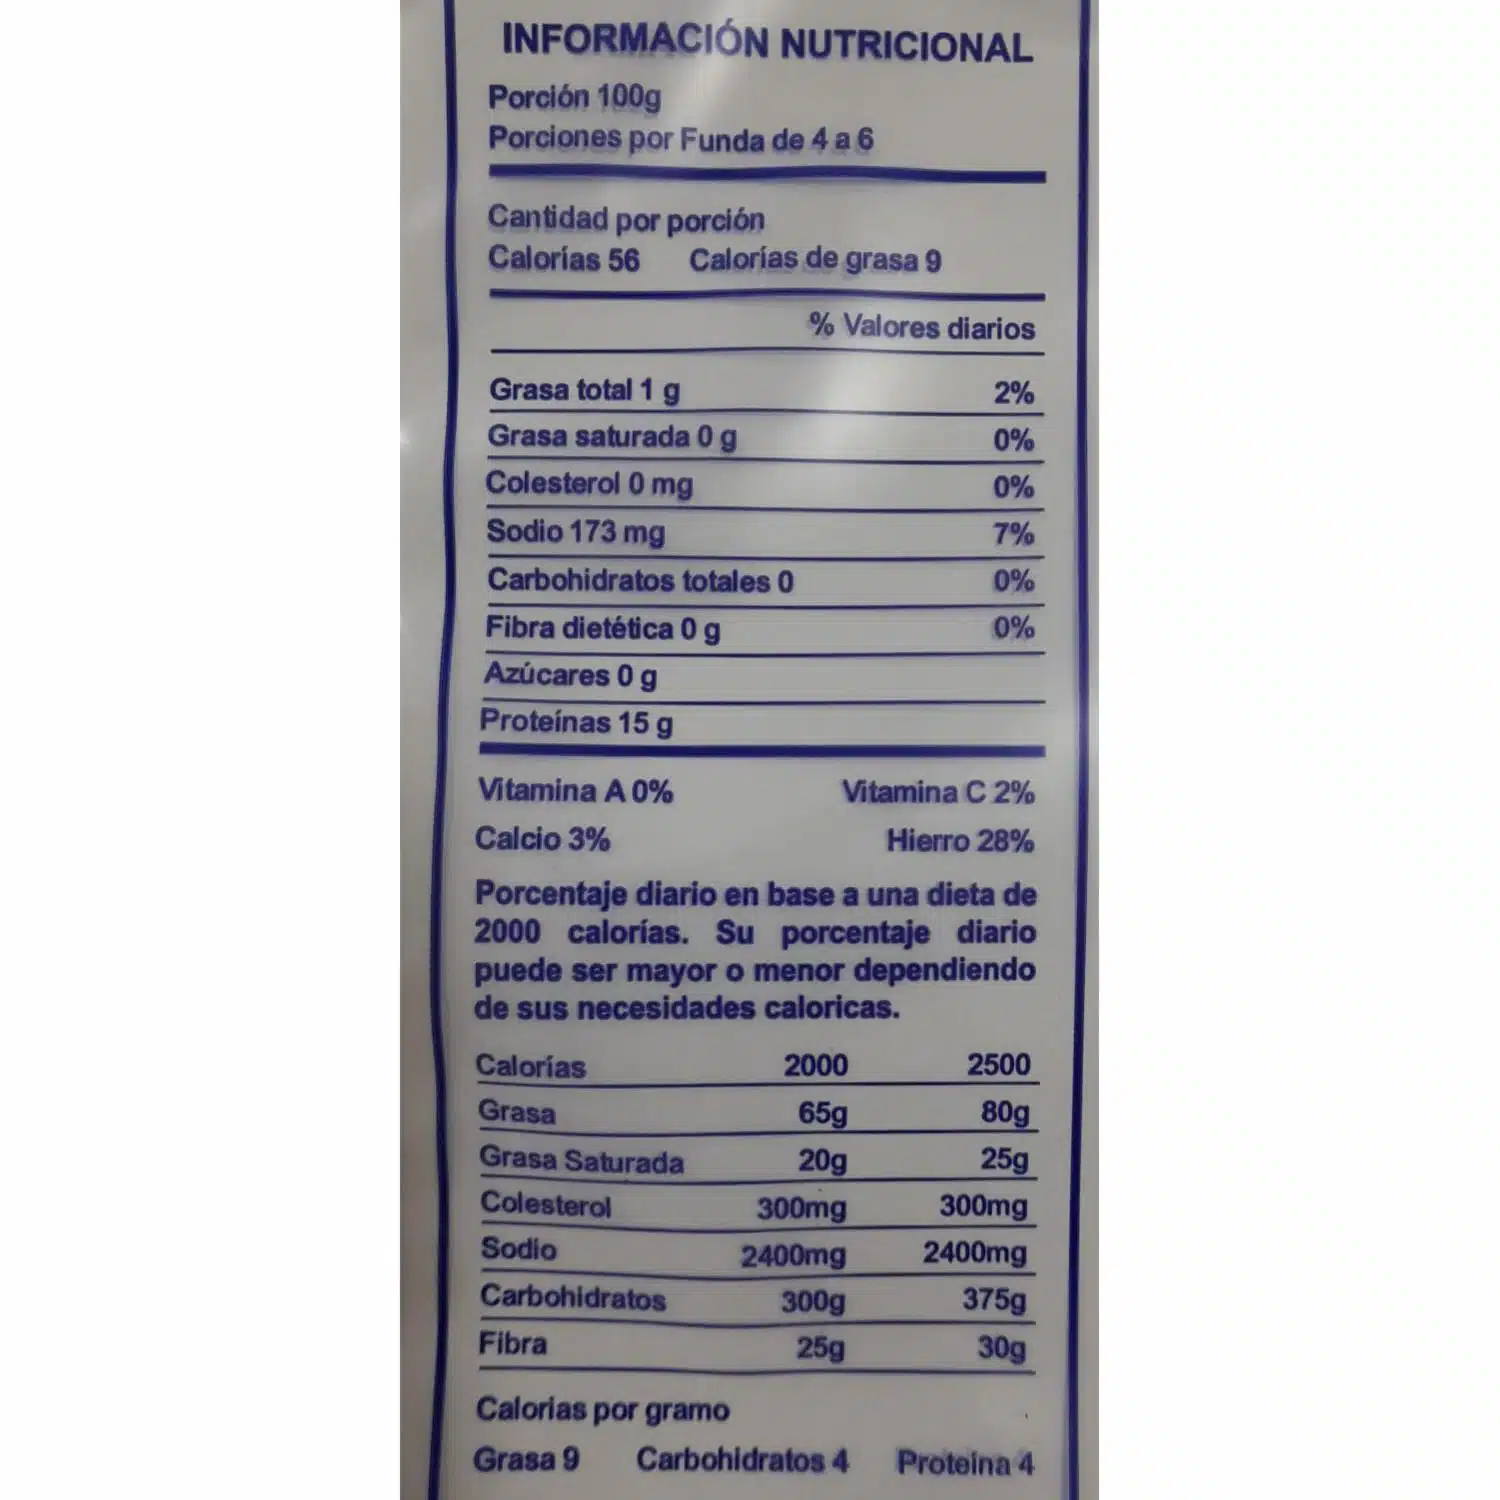 INFORMACIÓN NUTRICIONAL
Porción 100g
Porciones por Funda de 4 a 6
Cantidad por porción
Calorías 56 Calorías de grasa 9
% Valores diarios
Grasa total 1 g 2%
Grasa saturada 0 g 0%
Colesterol 0 mg 0%
Sodio 173 mg 7%
Carbohidratos totales 0 0%
Fibra dietética 0 g 0%
Azúcares 0 g
Proteínas 15 g
Vitamina A 0% Vitamina C 2%
Calcio 3% Hierro 28%
Porcentaje diario en base a una dieta de
2000 calorías. Su porcentaje diario
puede ser mayor o menor dependiendo
de sus necesidades caloricas.
Calorías 2000 2500
Grasa 65g 80g
Grasa Saturada 20g 25g
Colesterol 300mg 300mg
Sodio 2400mg 2400mg
Carbohidratos 300g 375g
Fibra 25g 30g
Calorias por gramo
Grasa 9 Carbohidratos 4 Proteína 4